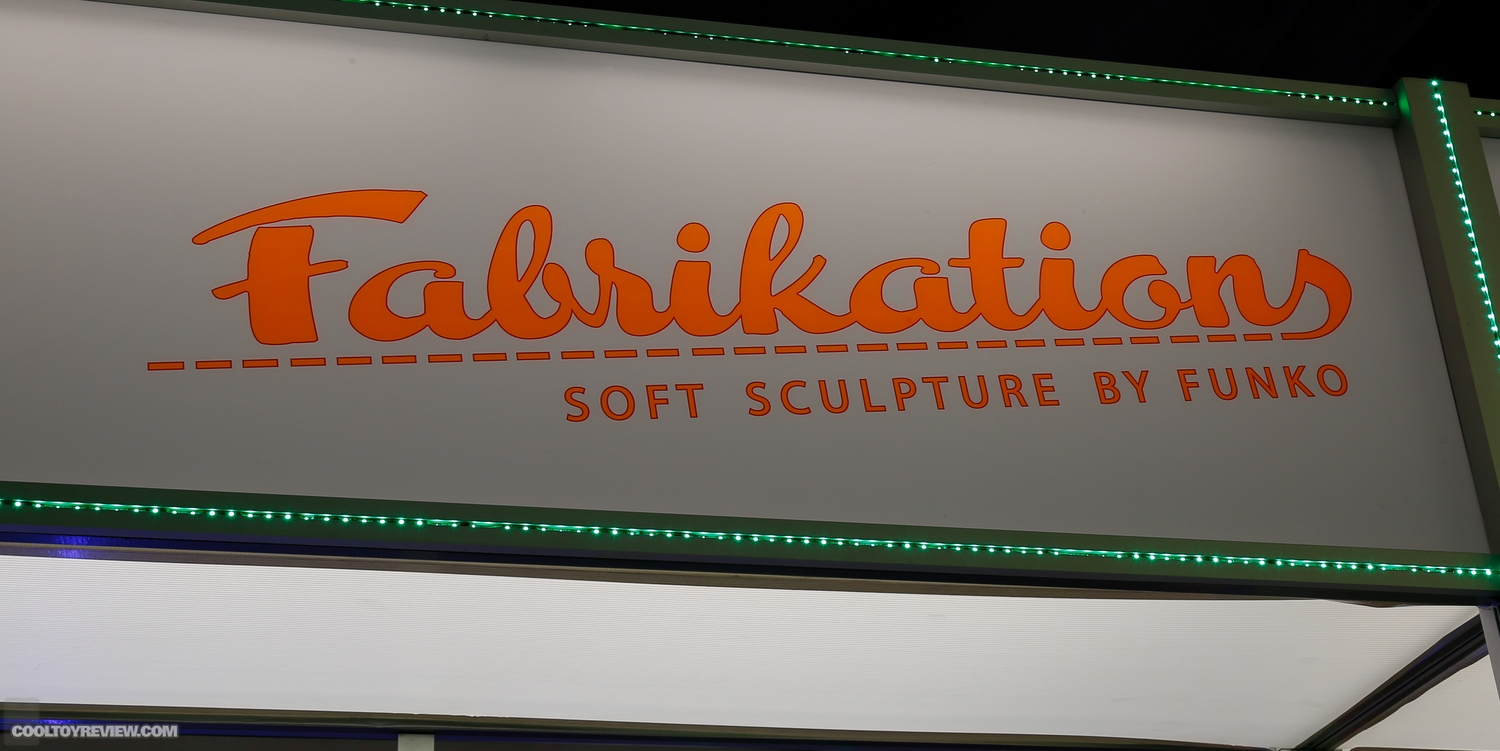 Fabrikations
SOFT SCULPTURE BY FUNKO
COOLTOYREVIEW.COM